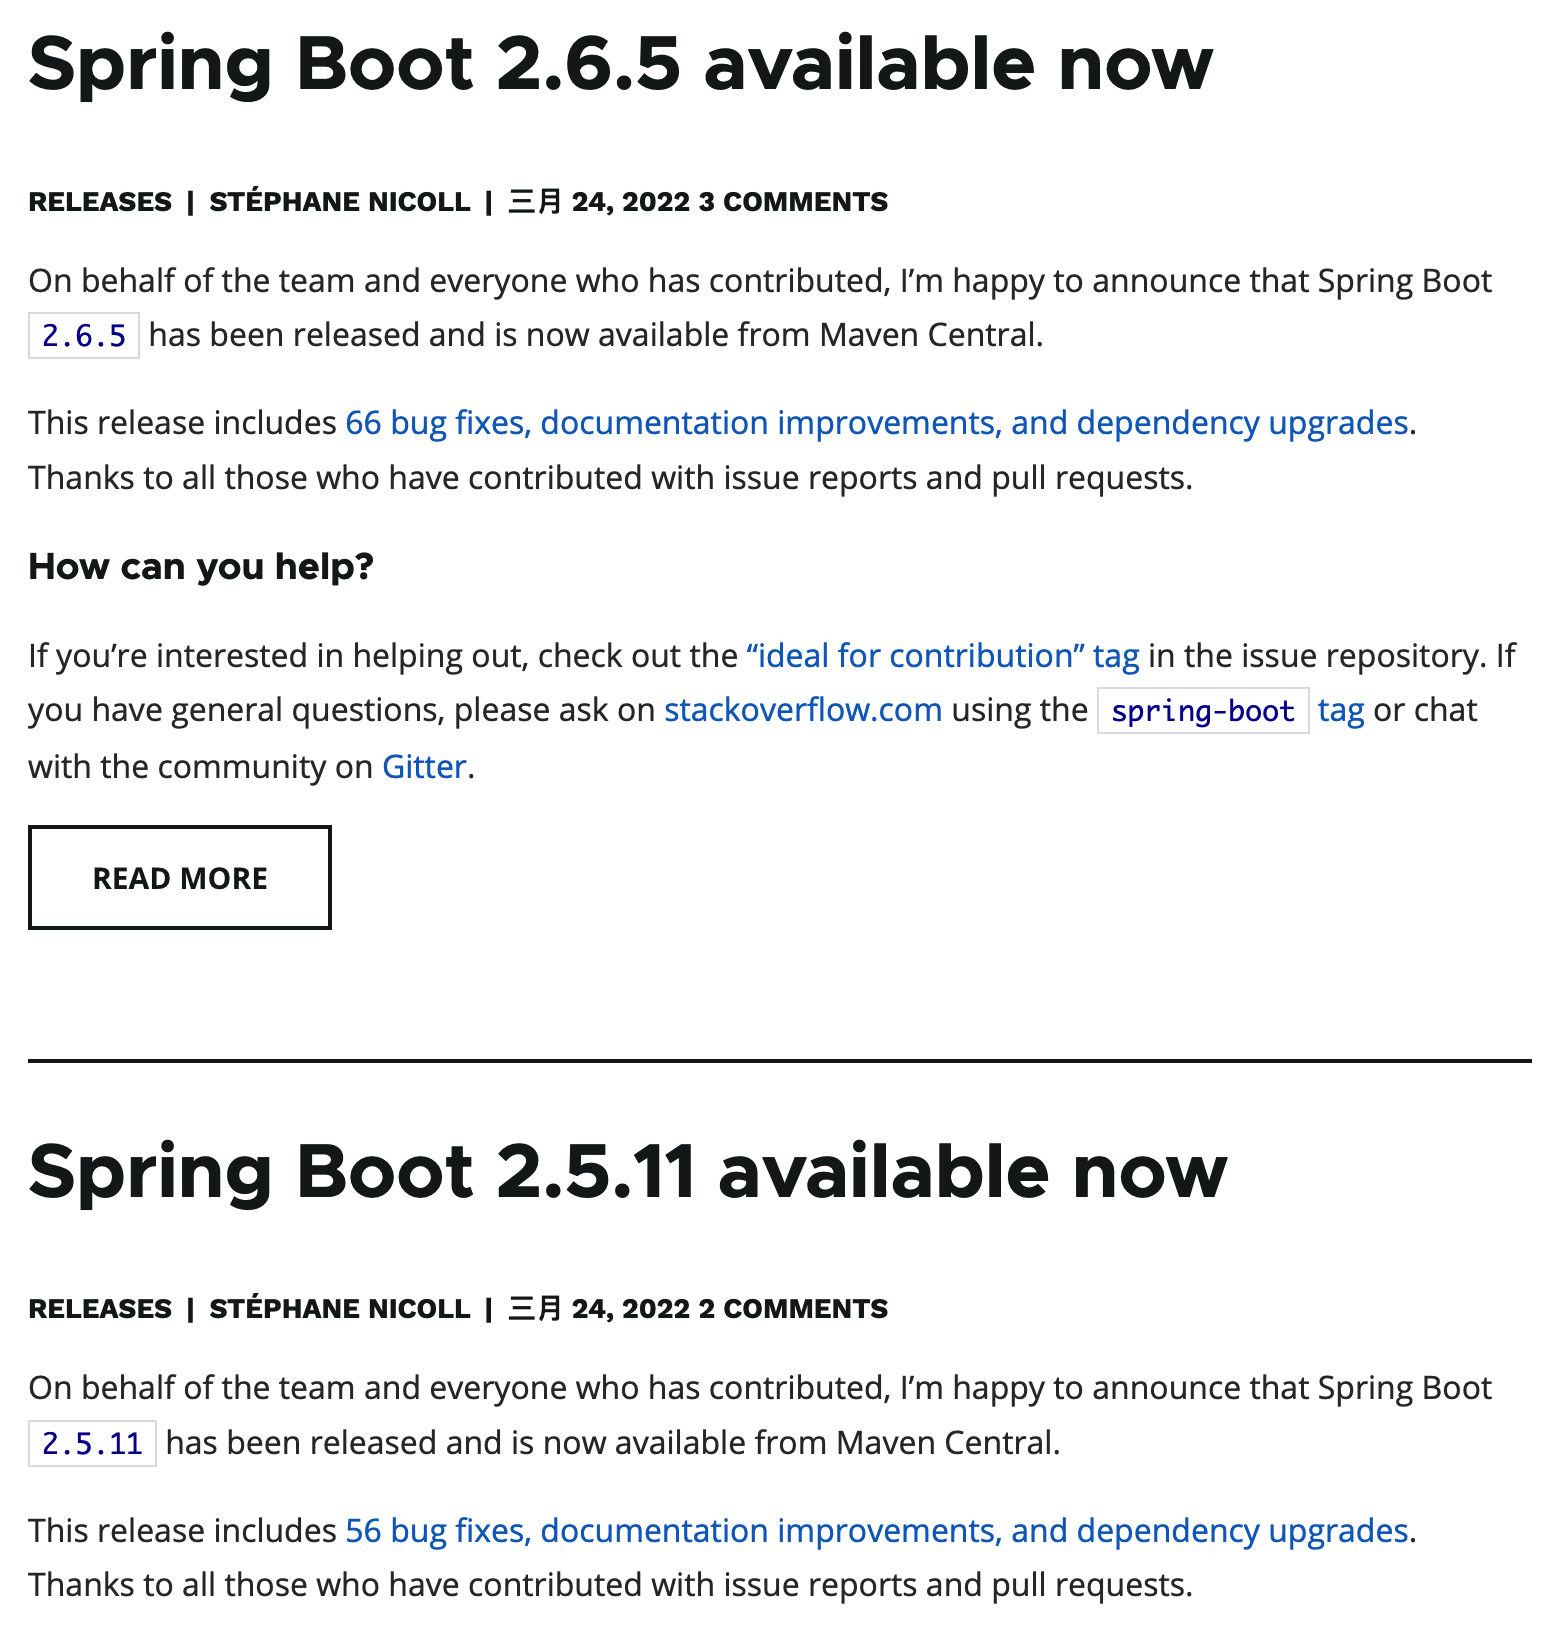 Spring Boot 2.6.5 available now
RELEASES | STÉPHANE NICOLL | 三月 24, 2022 3 COMMENTS
On behalf of the team and everyone who has contributed, I’m happy to announce that Spring Boot
2.6.5 has been released and is now available from Maven Central.
This release includes 66 bug fixes, documentation improvements, and dependency upgrades.
Thanks to all those who have contributed with issue reports and pull requests.
How can you help?
If you’re interested in helping out, check out the “ideal for contribution” tag in the issue repository. If
you have general questions, please ask on stackoverflow.com using the spring-boot tag or chat
with the community on Gitter.
READ MORE
Spring Boot 2.5.11 available now
RELEASES | STÉPHANE NICOLL | 三月 24, 2022 2 COMMENTS
On behalf of the team and everyone who has contributed, I’m happy to announce that Spring Boot
2.5.11 has been released and is now available from Maven Central.
This release includes 56 bug fixes, documentation improvements, and dependency upgrades.
Thanks to all those who have contributed with issue reports and pull requests.